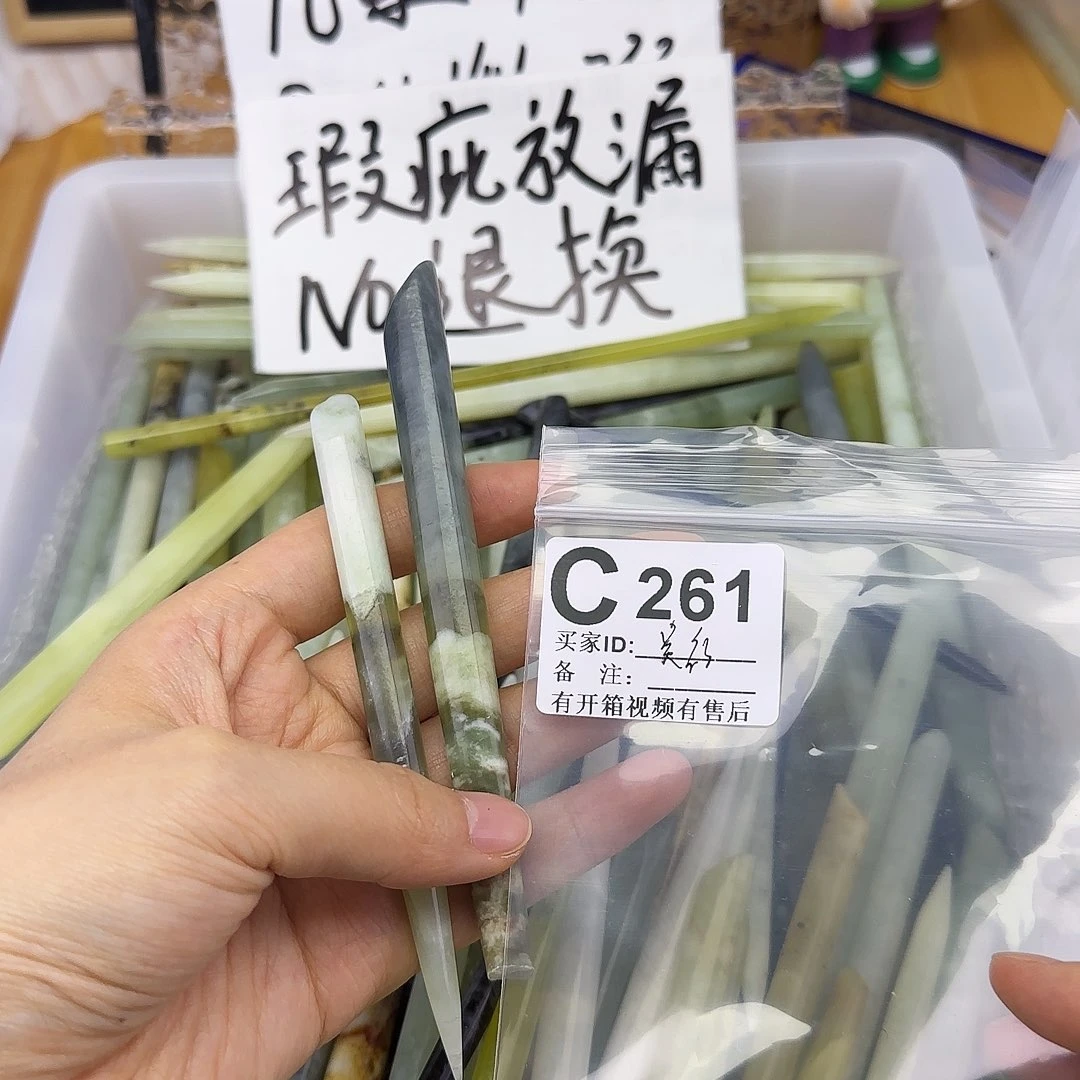 瑕疵放漏
No退换
C 261
买家ID:
备 注:
有开箱视频有售后